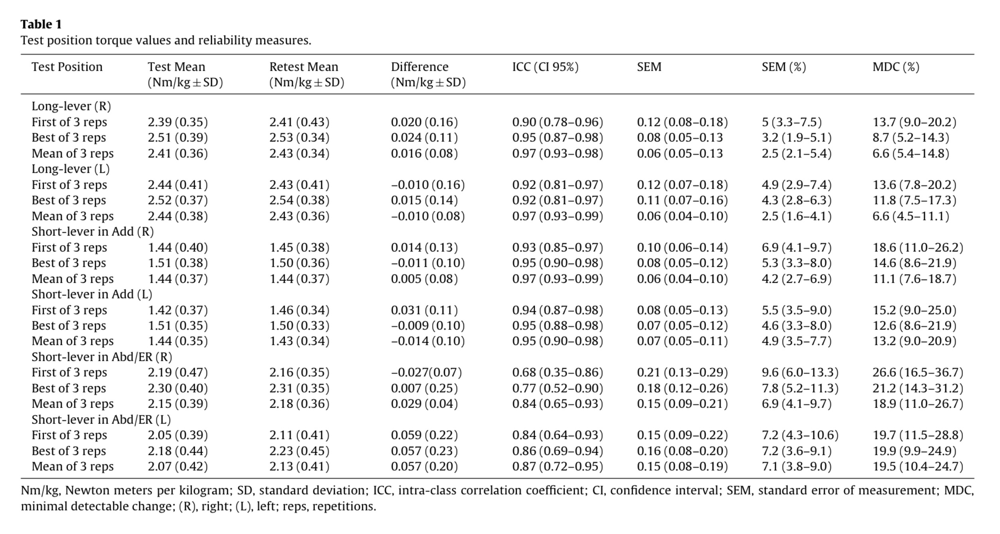 Table 1
Test position torque values and reliability measures.
Test Position Test Mean (Nm/kg ± SD) Retest Mean (Nm/kg ± SD) Difference (Nm/kg ± SD) ICC (CI 95%) SEM SEM (%) MDC (%)
Long-lever (R)
First of 3 reps 2.39 (0.35) 2.41 (0.43) 0.020 (0.16) 0.90 (0.78–0.96) 0.12 (0.08–0.18) 5 (3.3–7.5) 13.7 (9.0–20.2)
Best of 3 reps 2.51 (0.39) 2.53 (0.34) 0.024 (0.11) 0.95 (0.87–0.98) 0.08 (0.05–0.13 3.2 (1.9–5.1) 8.7 (5.2–14.3)
Mean of 3 reps 2.41 (0.36) 2.43 (0.34) 0.016 (0.08) 0.97 (0.93–0.98) 0.06 (0.05–0.13 2.5 (2.1–5.4) 6.6 (5.4–14.8)
Long-lever (L)
First of 3 reps 2.44 (0.41) 2.43 (0.41) –0.010 (0.16) 0.92 (0.81–0.97) 0.12 (0.07–0.18) 4.9 (2.9–7.4) 13.6 (7.8–20.2)
Best of 3 reps 2.52 (0.37) 2.54 (0.38) 0.015 (0.14) 0.92 (0.81–0.97) 0.11 (0.07–0.16) 4.3 (2.8–6.3) 11.8 (7.5–17.3)
Mean of 3 reps 2.44 (0.38) 2.43 (0.36) –0.010 (0.08) 0.97 (0.93–0.99) 0.06 (0.04–0.10) 2.5 (1.6–4.1) 6.6 (4.5–11.1)
Short-lever in Add (R)
First of 3 reps 1.44 (0.40) 1.45 (0.38) 0.014 (0.13) 0.93 (0.85–0.97) 0.10 (0.06–0.14) 6.9 (4.1–9.7) 18.6 (11.0–26.2)
Best of 3 reps 1.51 (0.38) 1.50 (0.36) –0.011 (0.10) 0.95 (0.90–0.98) 0.08 (0.05–0.12) 5.3 (3.3–8.0) 14.6 (8.6–21.9)
Mean of 3 reps 1.44 (0.37) 1.44 (0.37) 0.005 (0.08) 0.97 (0.93–0.99) 0.06 (0.04–0.10) 4.2 (2.7–6.9) 11.1 (7.6–18.7)
Short-lever in Add (L)
First of 3 reps 1.42 (0.37) 1.46 (0.34) 0.031 (0.11) 0.94 (0.87–0.98) 0.08 (0.05–0.13) 5.5 (3.5–9.0) 15.2 (9.0–25.0)
Best of 3 reps 1.51 (0.35) 1.50 (0.33) –0.009 (0.10) 0.95 (0.88–0.98) 0.07 (0.05–0.12) 4.6 (3.3–8.0) 12.6 (8.6–21.9)
Mean of 3 reps 1.44 (0.35) 1.43 (0.34) –0.014 (0.10) 0.95 (0.90–0.98) 0.07 (0.05–0.11) 4.9 (3.5–7.7) 13.2 (9.0–20.9)
Short-lever in Abd/ER (R)
First of 3 reps 2.19 (0.47) 2.16 (0.35) –0.027(0.07) 0.68 (0.35–0.86) 0.21 (0.13–0.29) 9.6 (6.0–13.3) 26.6 (16.5–36.7)
Best of 3 reps 2.30 (0.40) 2.31 (0.35) 0.007 (0.25) 0.77 (0.52–0.90) 0.18 (0.12–0.26) 7.8 (5.2–11.3) 21.2 (14.3–31.2)
Mean of 3 reps 2.15 (0.39) 2.18 (0.36) 0.029 (0.04) 0.84 (0.65–0.93) 0.15 (0.09–0.21) 6.9 (4.1–9.7) 18.9 (11.0–26.7)
Short-lever in Abd/ER (L)
First of 3 reps 2.05 (0.39) 2.11 (0.41) 0.059 (0.22) 0.84 (0.64–0.93) 0.15 (0.09–0.22) 7.2 (4.3–10.6) 19.7 (11.5–28.8)
Best of 3 reps 2.18 (0.44) 2.23 (0.45) 0.057 (0.23) 0.86 (0.69–0.94) 0.16 (0.08–0.20) 7.2 (3.6–9.1) 19.9 (9.9–24.9)
Mean of 3 reps 2.07 (0.42) 2.13 (0.41) 0.057 (0.20) 0.87 (0.72–0.95) 0.15 (0.08–0.19) 7.1 (3.8–9.0) 19.5 (10.4–24.7)
Nm/kg, Newton meters per kilogram; SD, standard deviation; ICC, intra-class correlation coefficient; CI, confidence interval; SEM, standard error of measurement; MDC,
minimal detectable change; (R), right; (L), left; reps, repetitions.